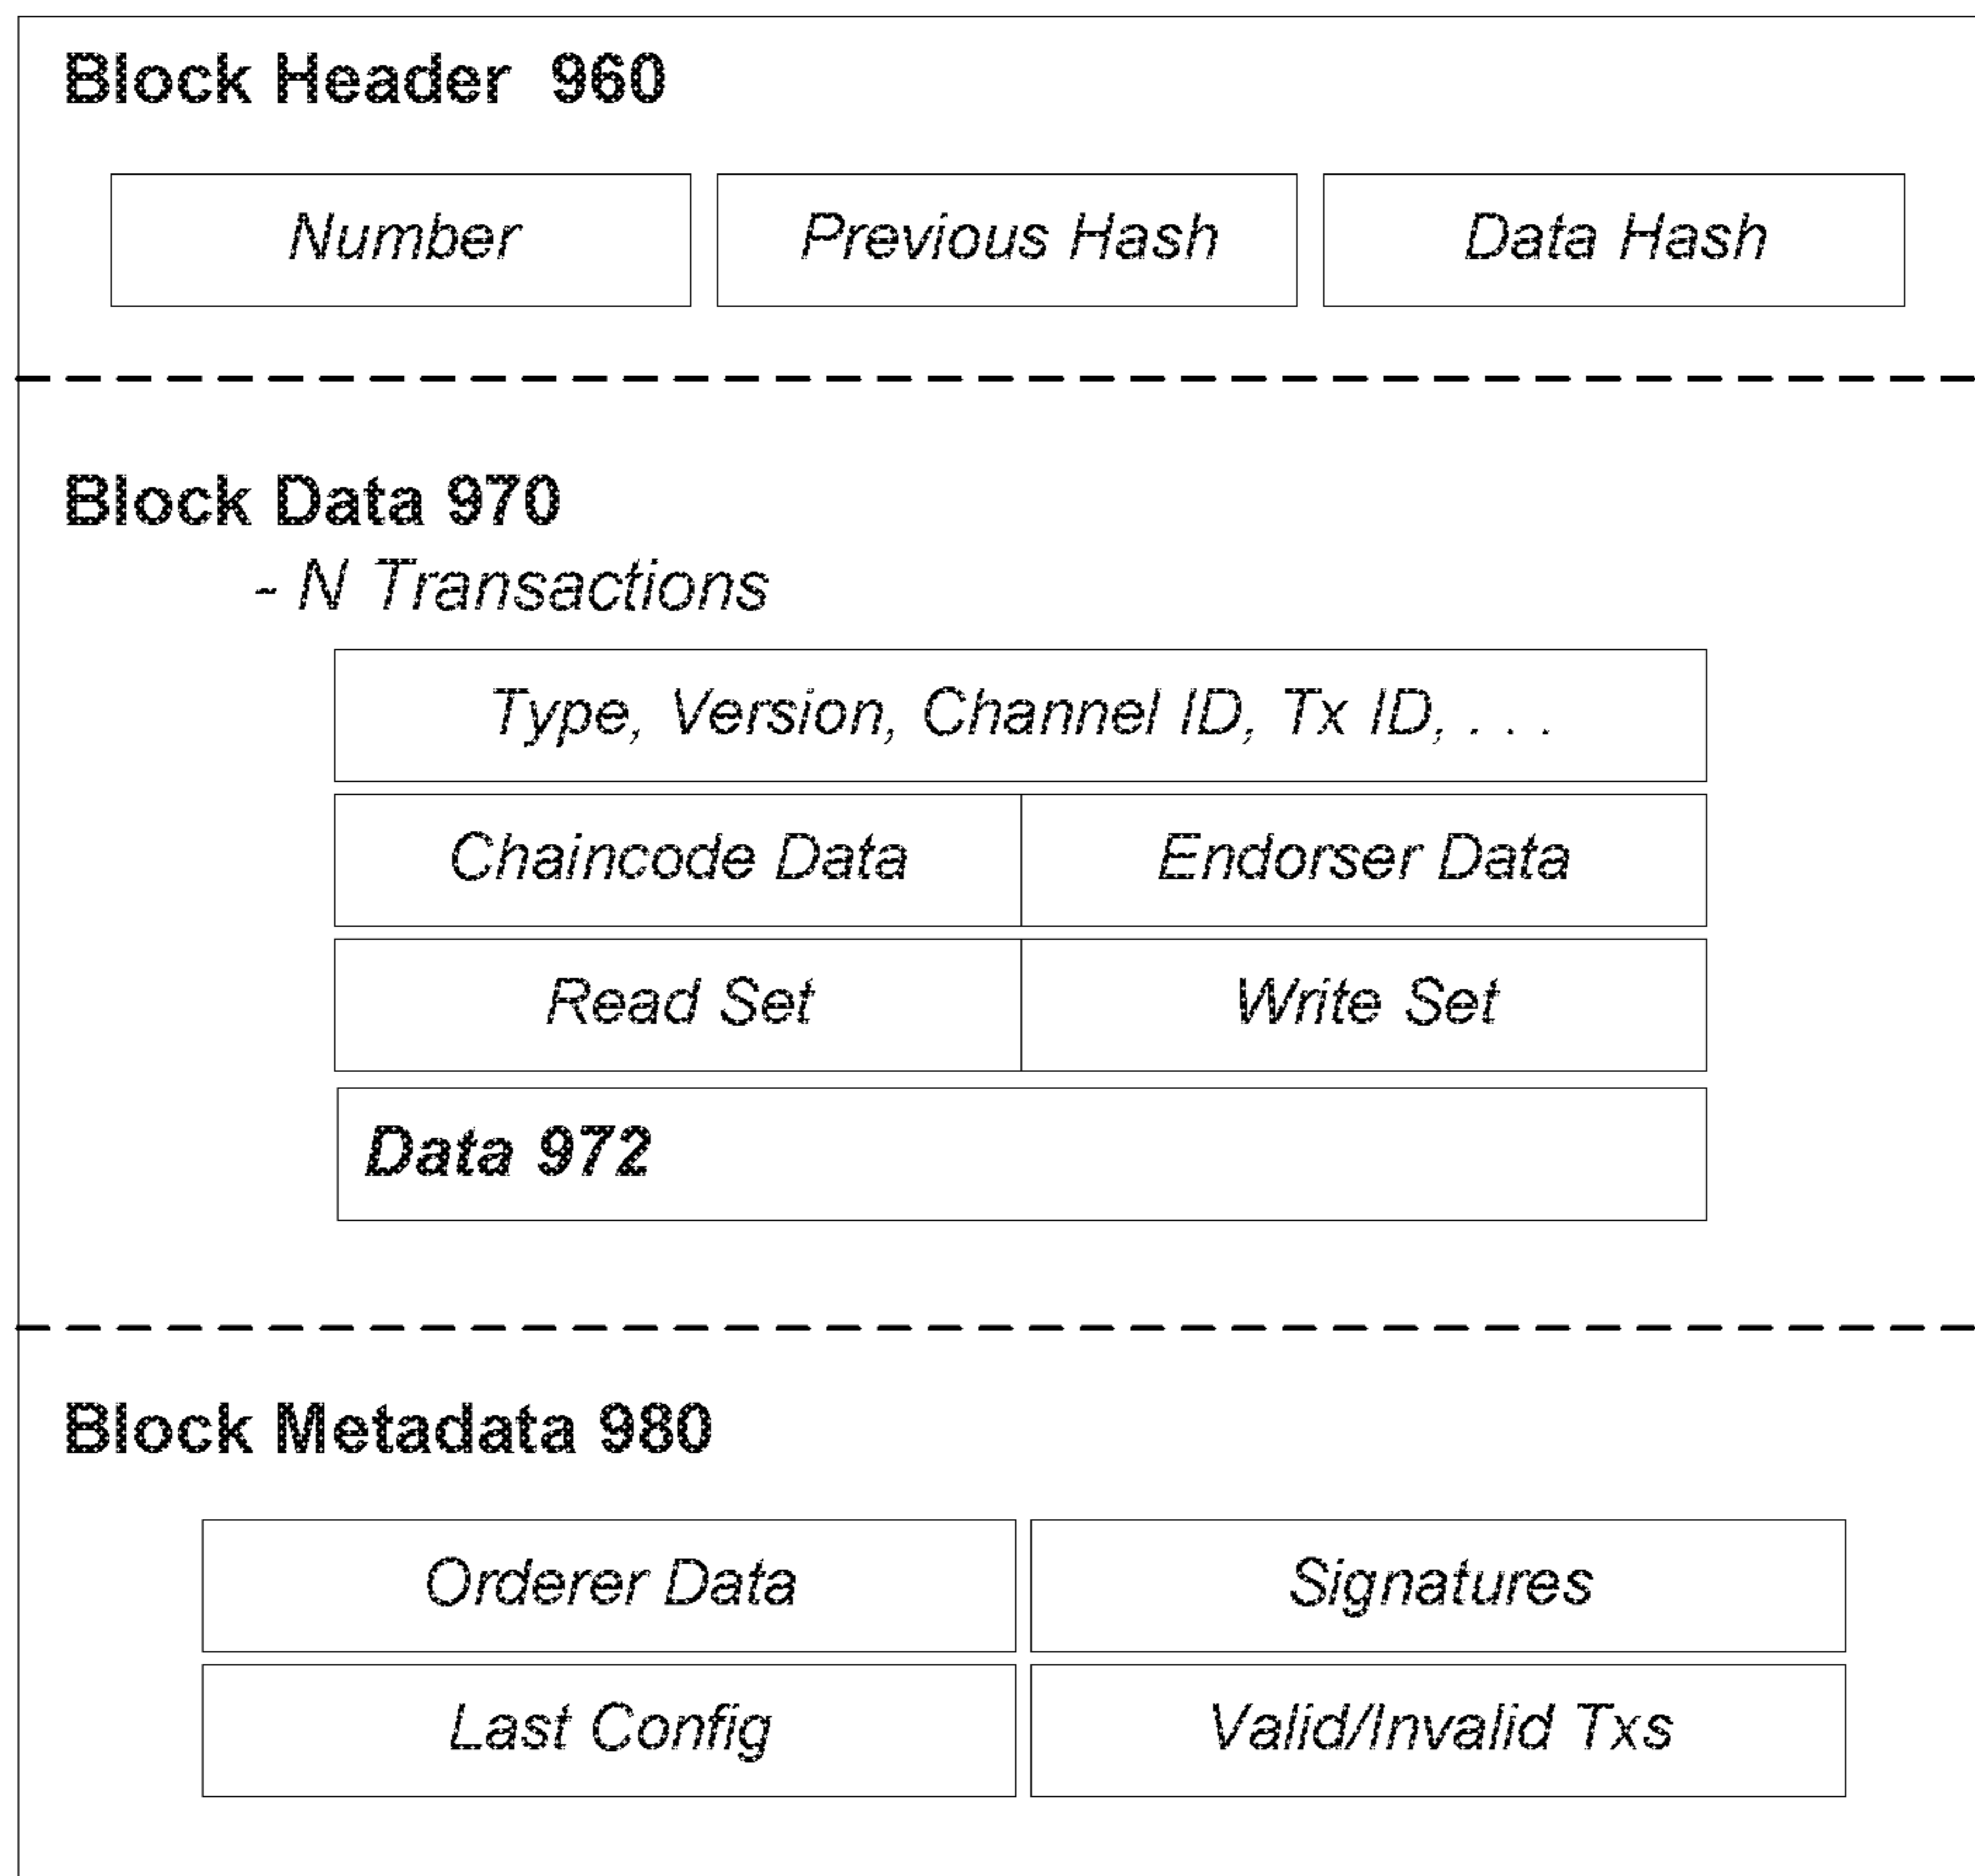 Block Header 960
Number Previous Hash Data Hash
Block Data 970
- N Transactions
Type, Version, Channel ID, Tx ID, . . .
Chaincode Data Endorser Data
Read Set Write Set
Data 972
Block Metadata 980
Orderer Data Signatures
Last Config Valid/Invalid Txs